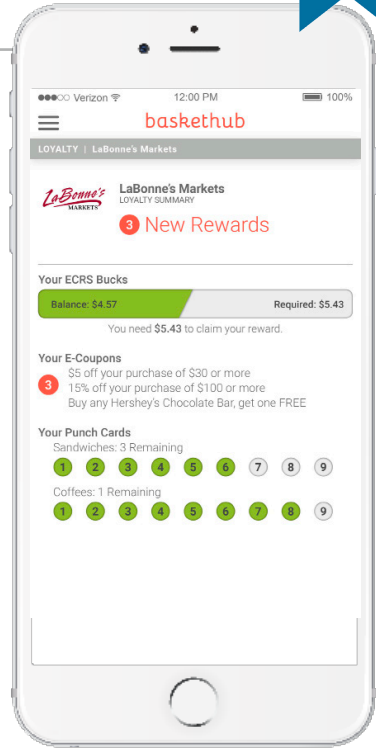 Verizon 12:00 PM 100%
baskethub
LOYALTY | LaBonne's Markets
LaBonne's MARKETS
LaBonne's Markets
LOYALTY SUMMARY
3 New Rewards
Your ECRS Bucks
Balance: $4.57 Required: $5.43
You need $5.43 to claim your reward.
Your E-Coupons
3
$5 off your purchase of $30 or more
15% off your purchase of $100 or more
Buy any Hershey's Chocolate Bar, get one FREE
Your Punch Cards
Sandwiches: 3 Remaining
1 2 3 4 5 6 7 8 9
Coffees: 1 Remaining
1 2 3 4 5 6 7 8 9